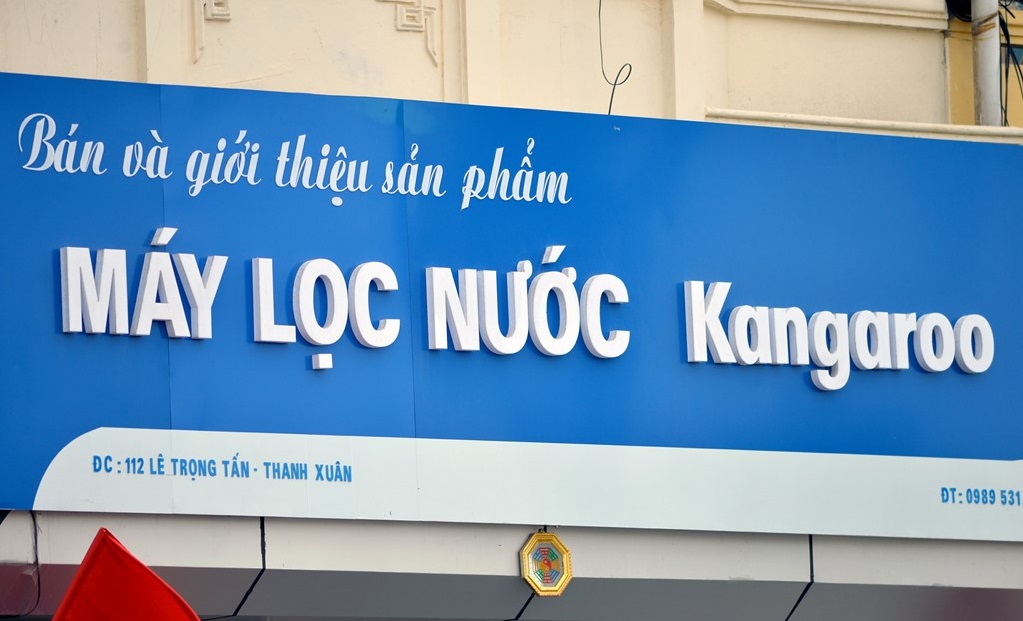 Bán và giới thiệu sản phẩm
MÁY LỌC NƯỚC Kangaroo
ĐC : 112 LÊ TRỌNG TẤN - THANH XUÂN
ĐT : 0989 531